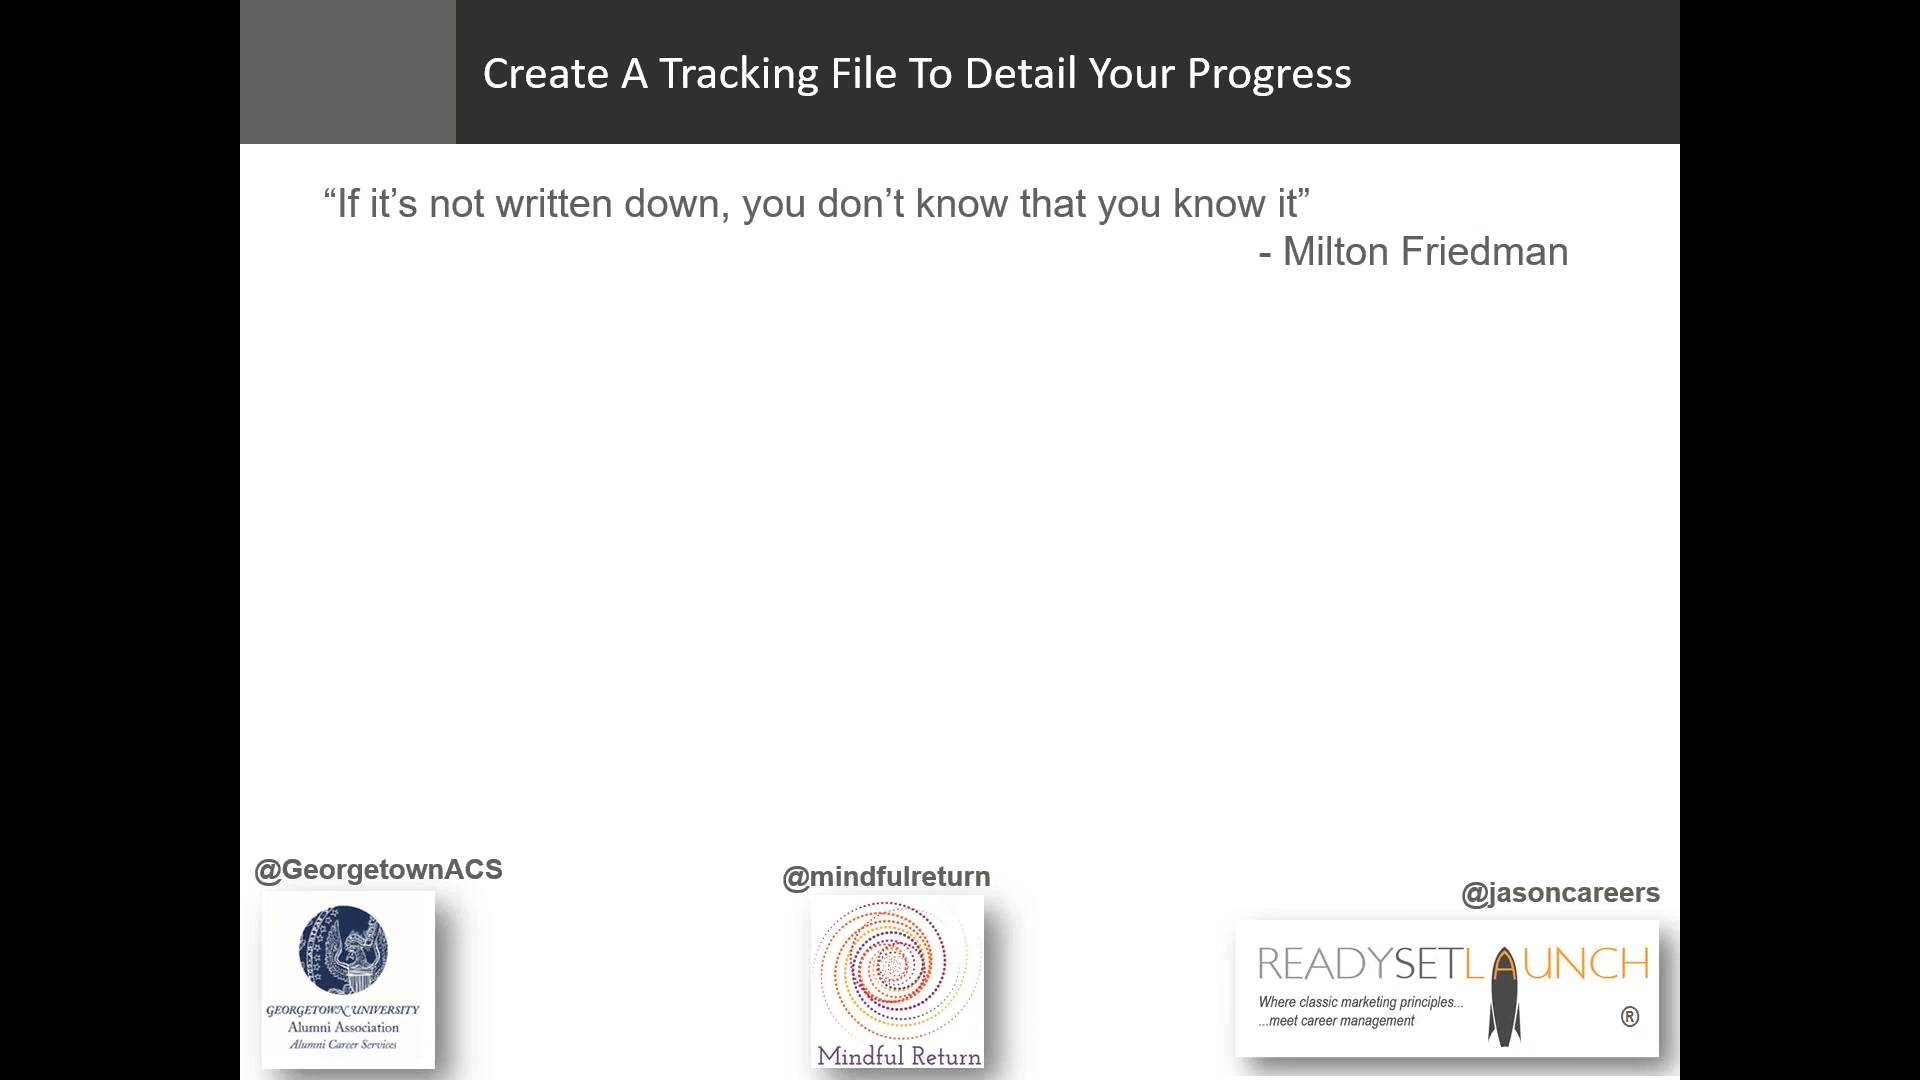 Create A Tracking File To Detail Your Progress
“If it’s not written down, you don’t know that you know it”
- Milton Friedman
@GeorgetownACS
@mindfulreturn
@jasoncareers
GEORGETOWN UNIVERSITY
Alumni Association
Alumni Career Services
Mindful Return
READYSETLAUNCH
Where classic marketing principles...
...meet career management
®